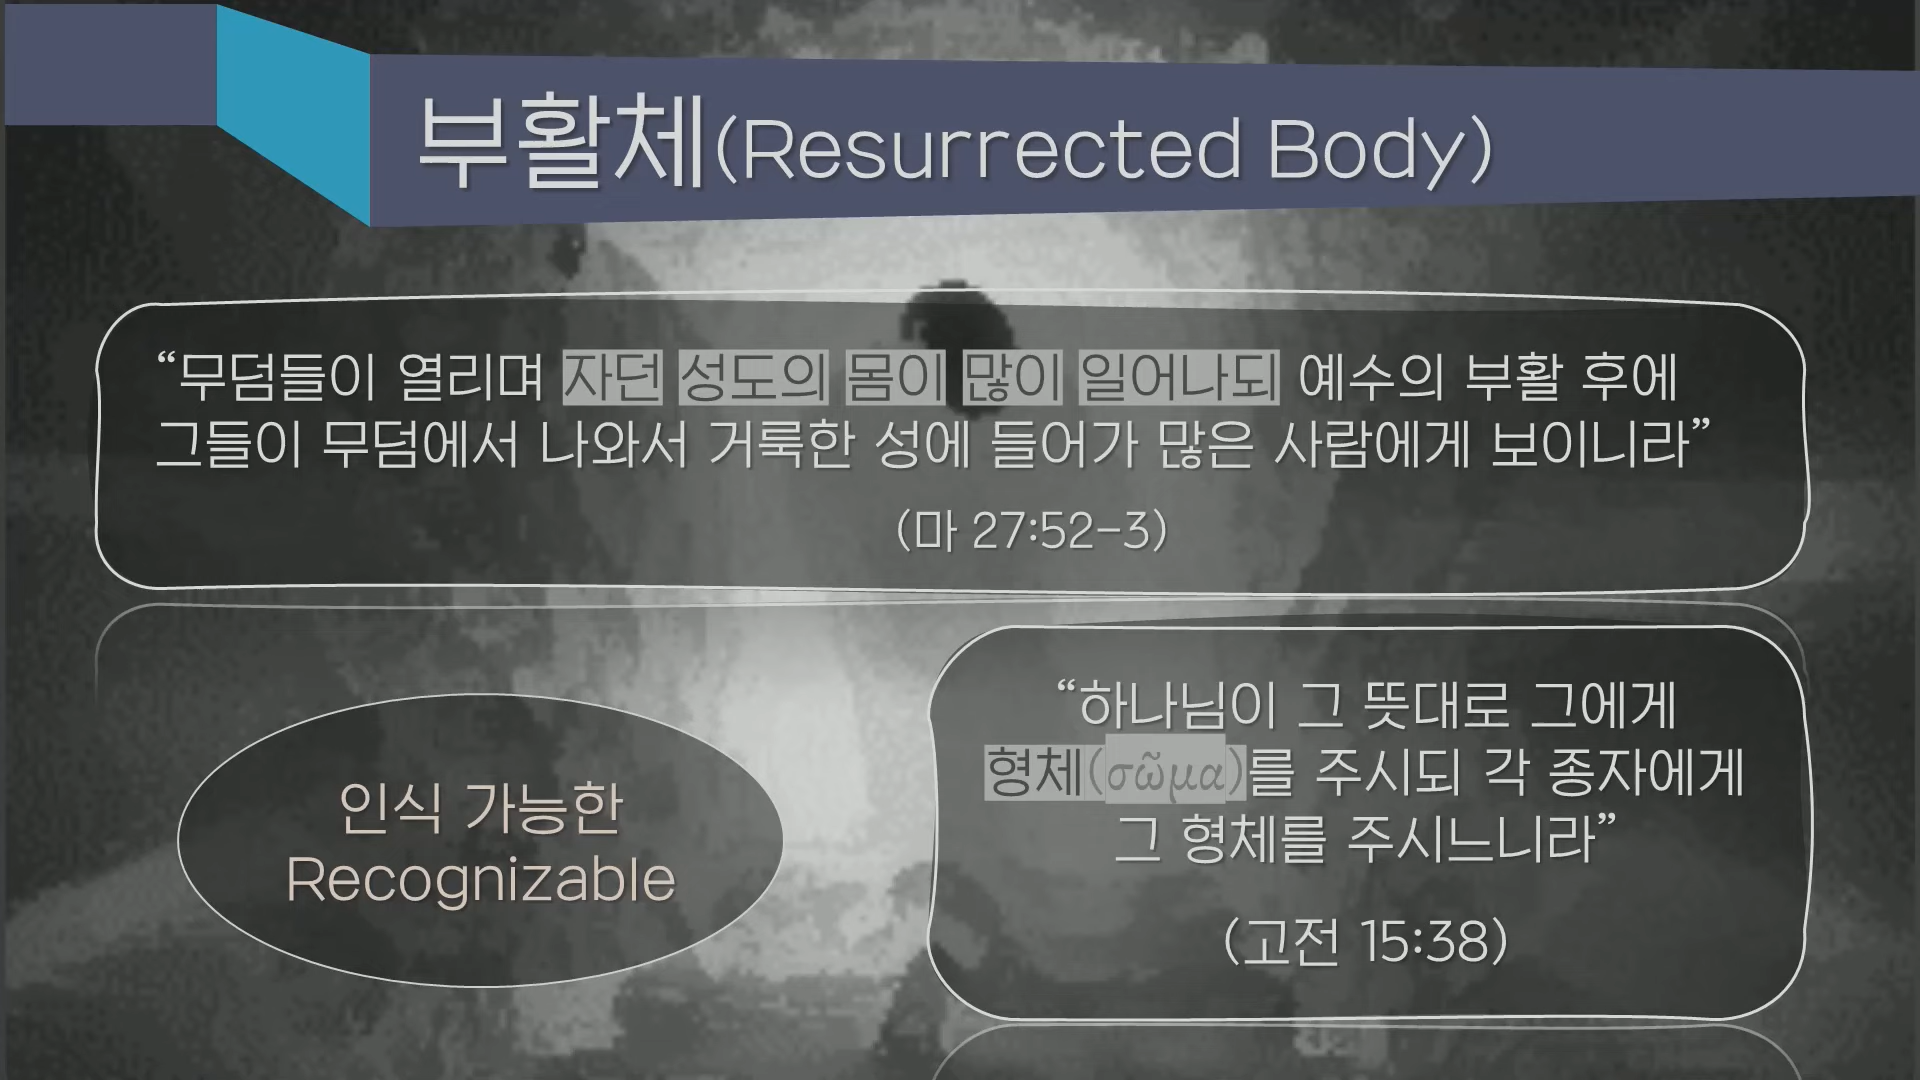 부활체(Resurrected Body)
“무덤들이 열리며 자던 성도의 몸이 많이 일어나되 예수의 부활 후에
그들이 무덤에서 나와서 거룩한 성에 들어가 많은 사람에게 보이니라”
(마 27:52-3)
인식 가능한
Recognizable
“하나님이 그 뜻대로 그에게
형체(σῶμα)를 주시되 각 종자에게
그 형체를 주시느니라”
(고전 15:38)